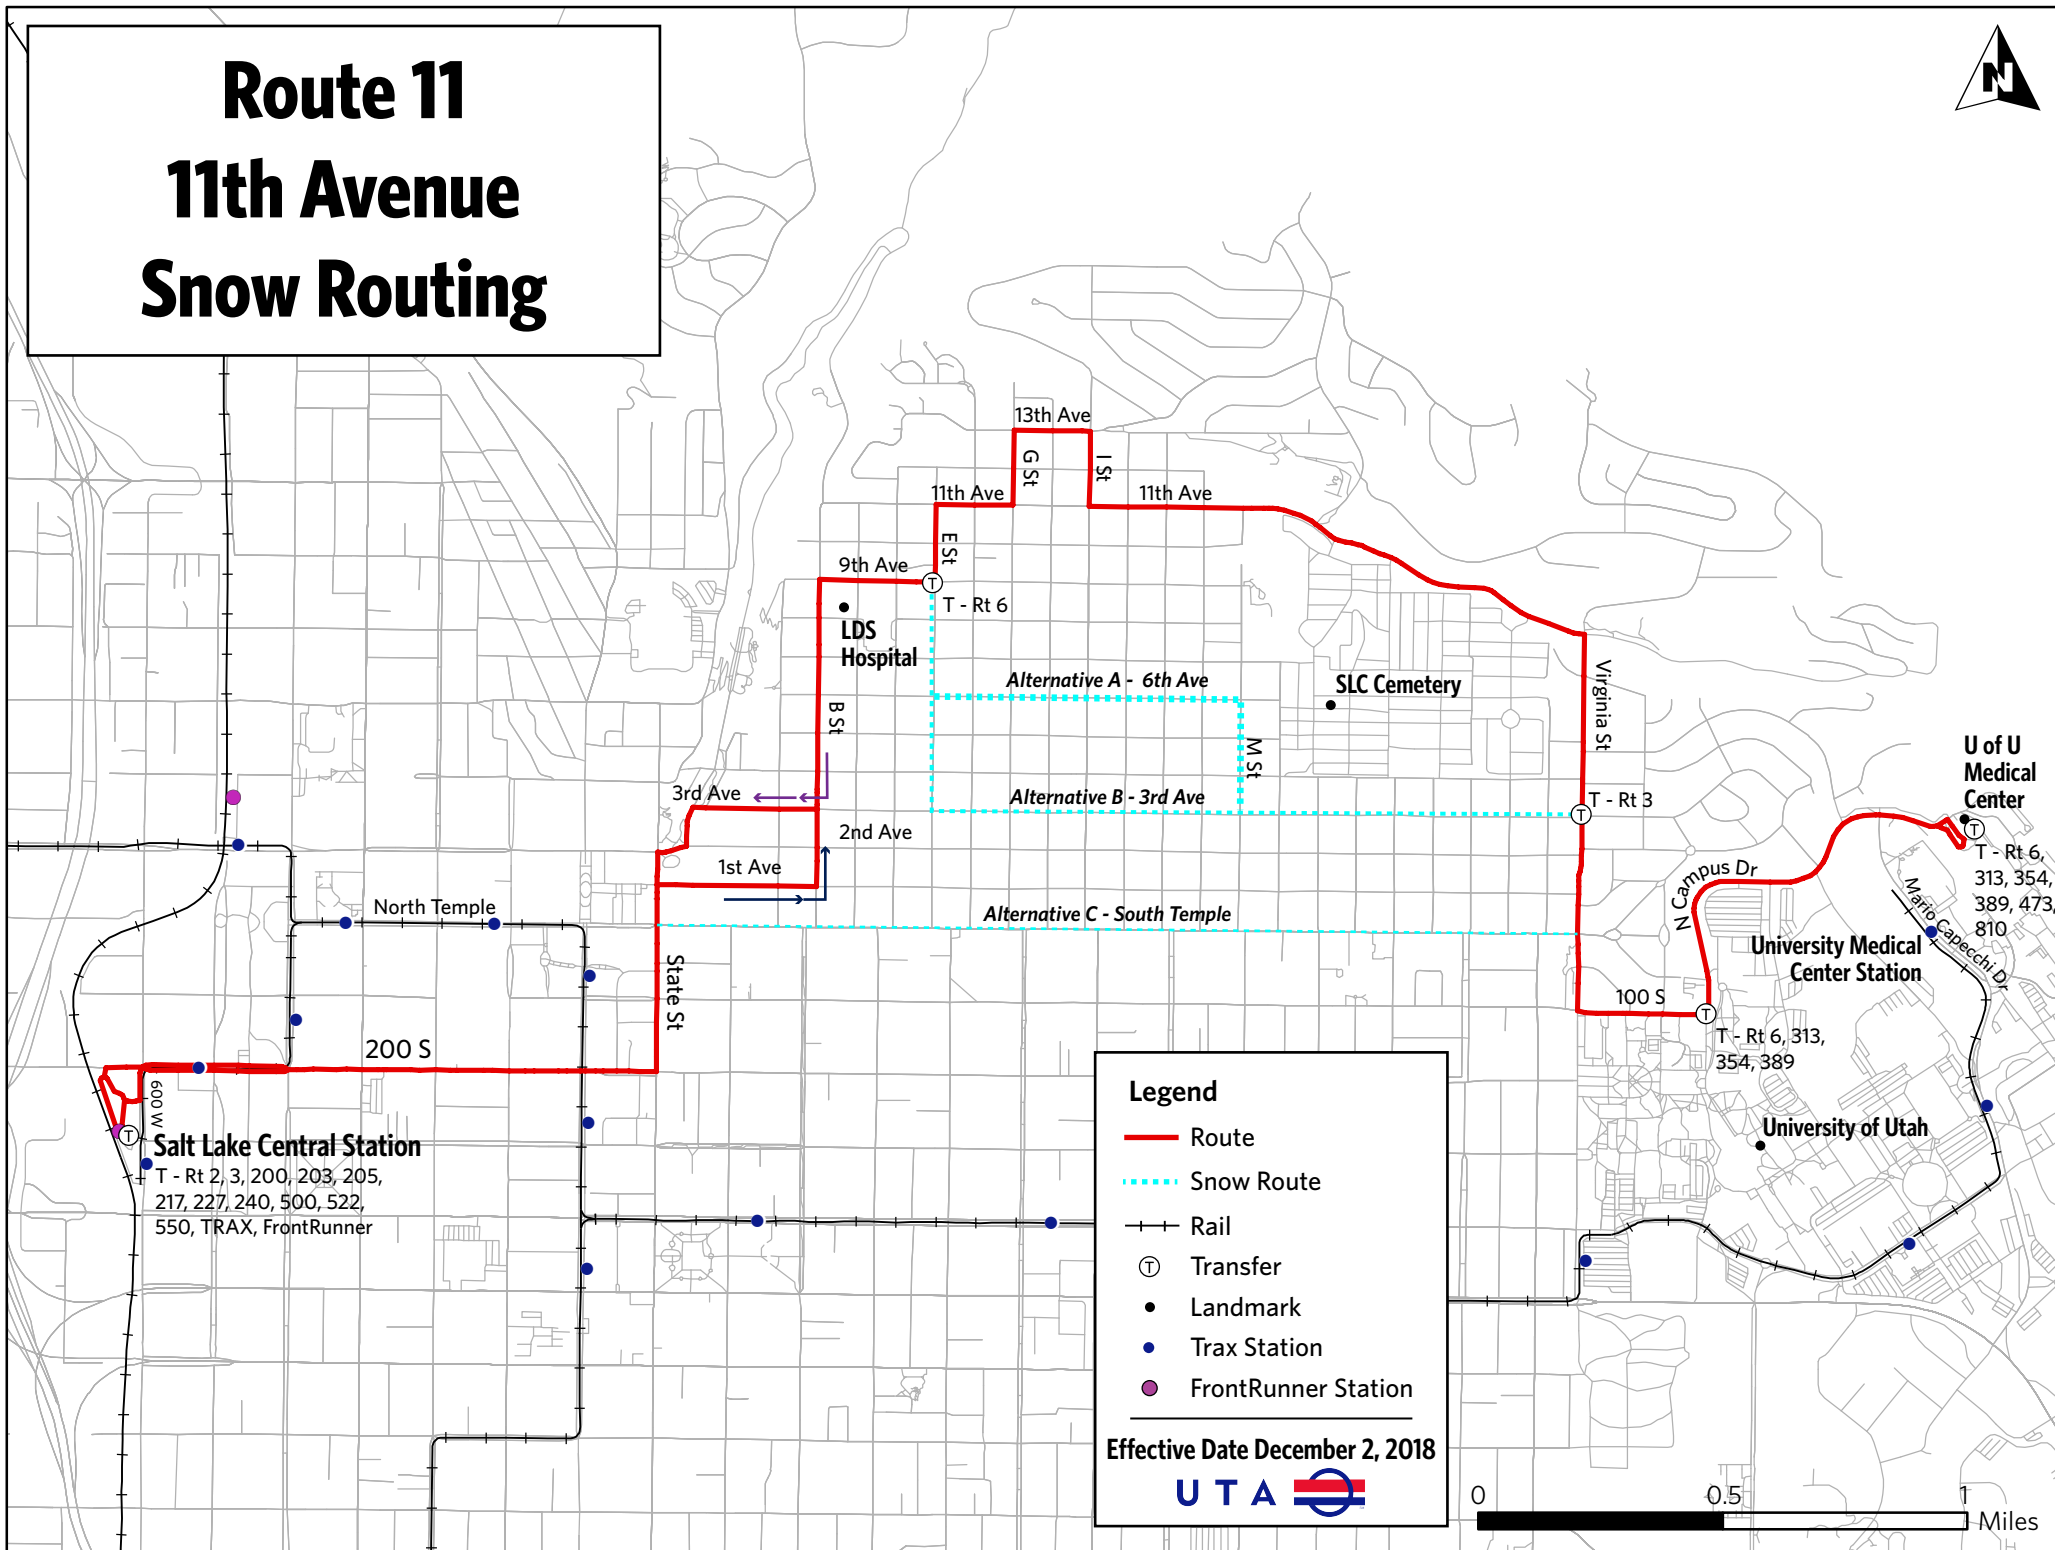 Route 11
11th Avenue
Snow Routing
N
13th Ave
G St
I St
11th Ave
11th Ave
E St
9th Ave
T
T - Rt 6
LDS
Hospital
Alternative A - 6th Ave
SLC Cemetery
Virginia St
B St
M St
3rd Ave
Alternative B - 3rd Ave
T - Rt 3
T
2nd Ave
1st Ave
U of U
Medical
Center
T
T - Rt 6,
313, 354,
389, 473,
810
N Campus Dr
Mario Capecchi Dr
North Temple
Alternative C - South Temple
University Medical
Center Station
State St
100 S
T
T - Rt 6, 313,
354, 389
200 S
600 W
T
Salt Lake Central Station
T - Rt 2, 3, 200, 203, 205,
217, 227, 240, 500, 522,
550, TRAX, FrontRunner
University of Utah
Legend
Route
Snow Route
Rail
T Transfer
Landmark
Trax Station
FrontRunner Station
Effective Date December 2, 2018
UTA
0 0.5 1
Miles